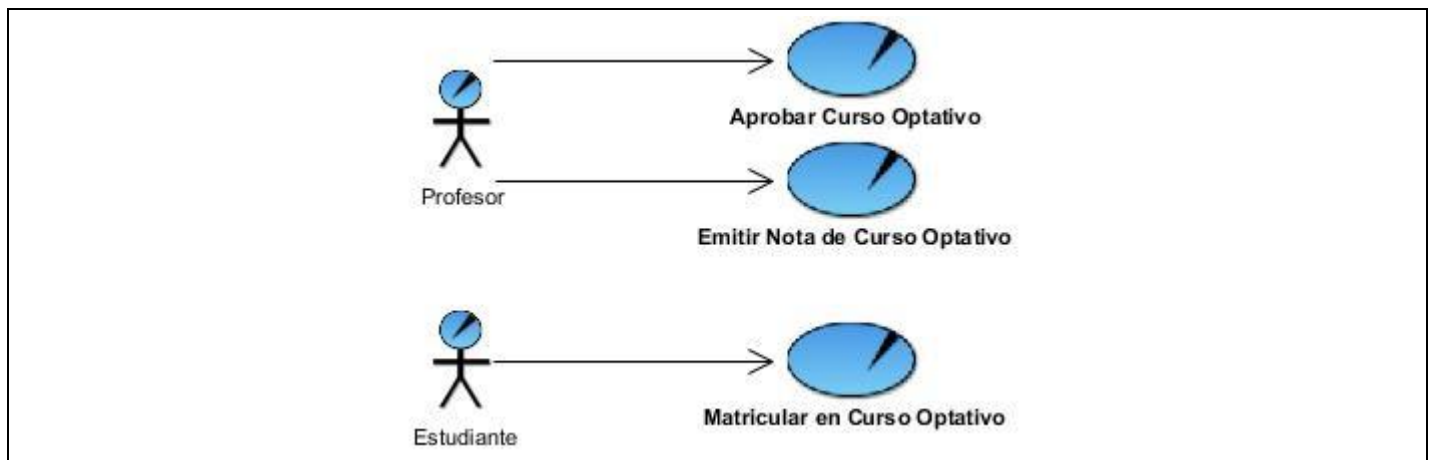 Aprobar Curso Optativo
Profesor
Emitir Nota de Curso Optativo
Matricular en Curso Optativo
Estudiante